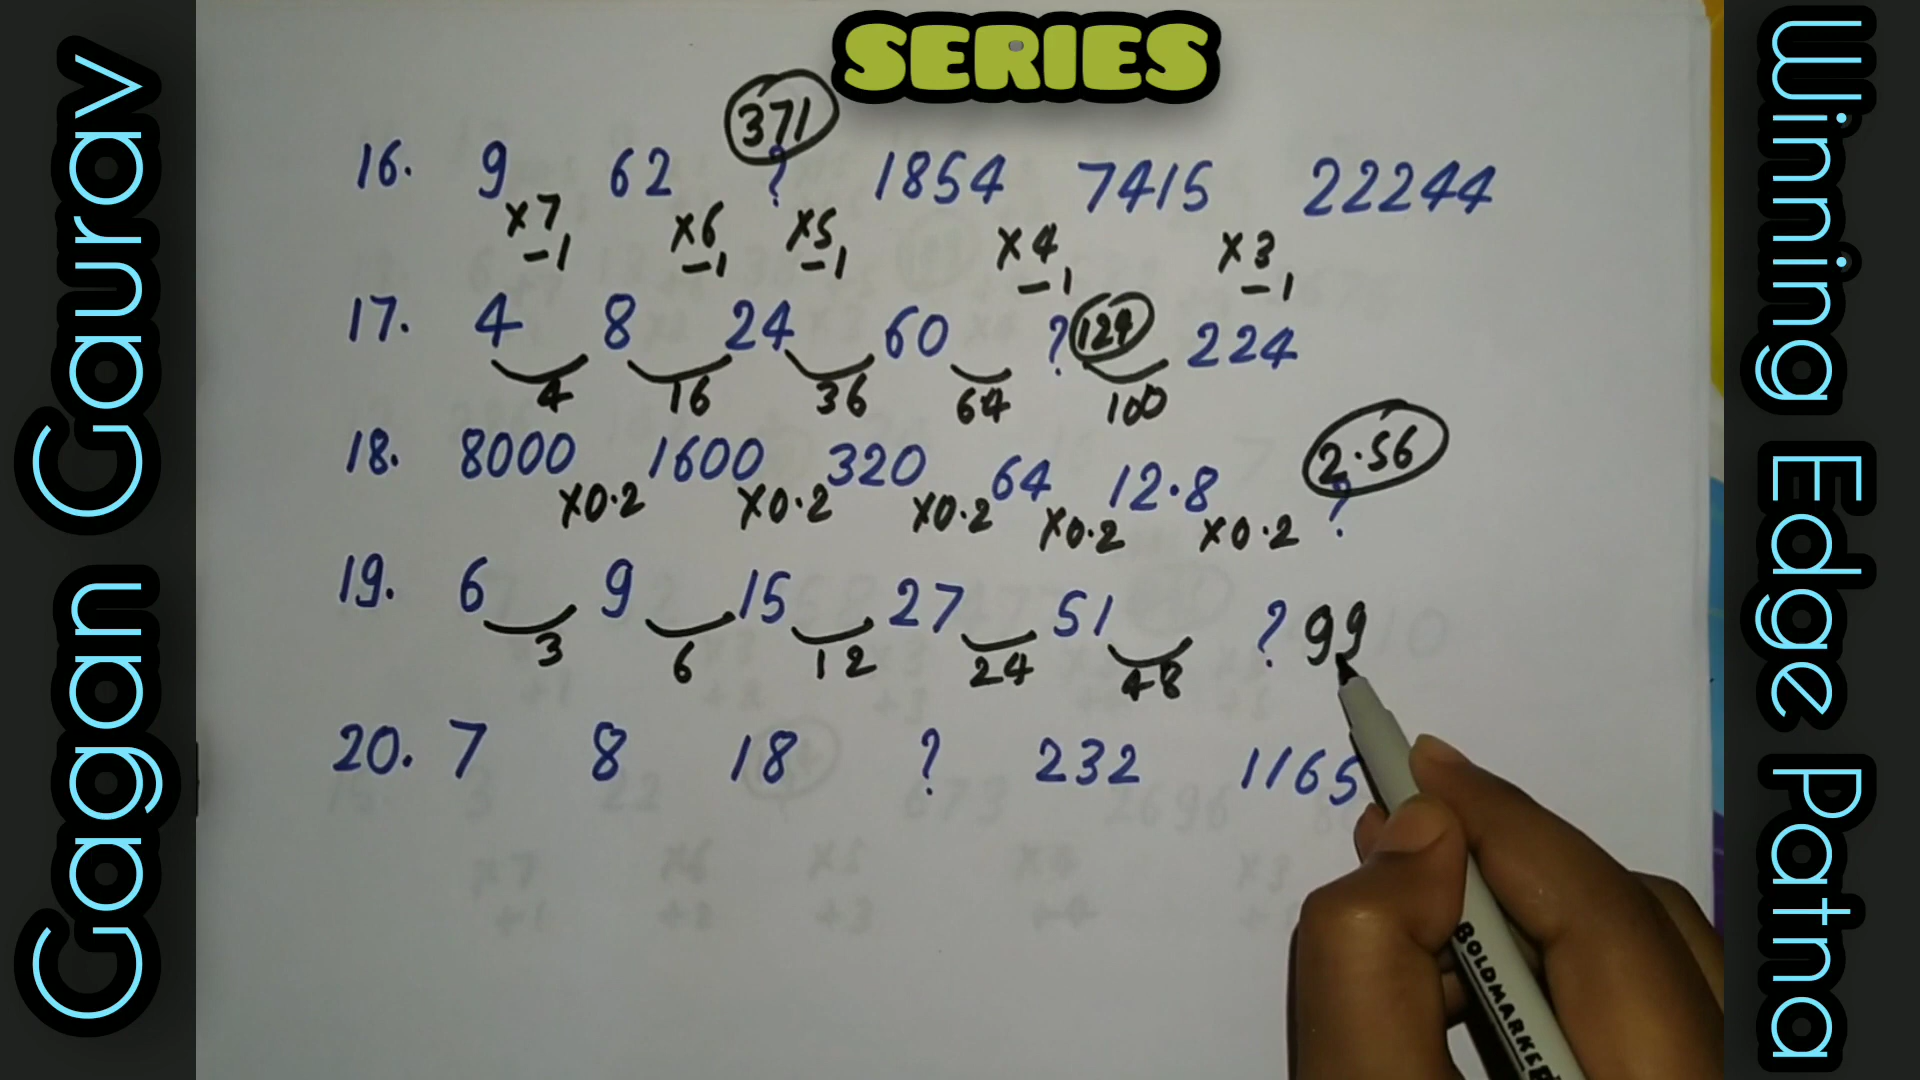 SERIES
Gagan Gaurav
Winning Edge Patna
371
16. 9 62 ? 1854 7415 22244
×7 ×6 ×5 ×4 ×3
−1 −1 −1 −1 −1
17. 4 8 24 60 ? 124 224
4 16 36 64 100
18. 8000 1600 320 64 12.8 ? 2.56
×0.2 ×0.2 ×0.2 ×0.2 ×0.2
19. 6 9 15 27 51 ? 99
3 6 12 24 48
20. 7 8 18 ? 232 1165
BOLDMARKER